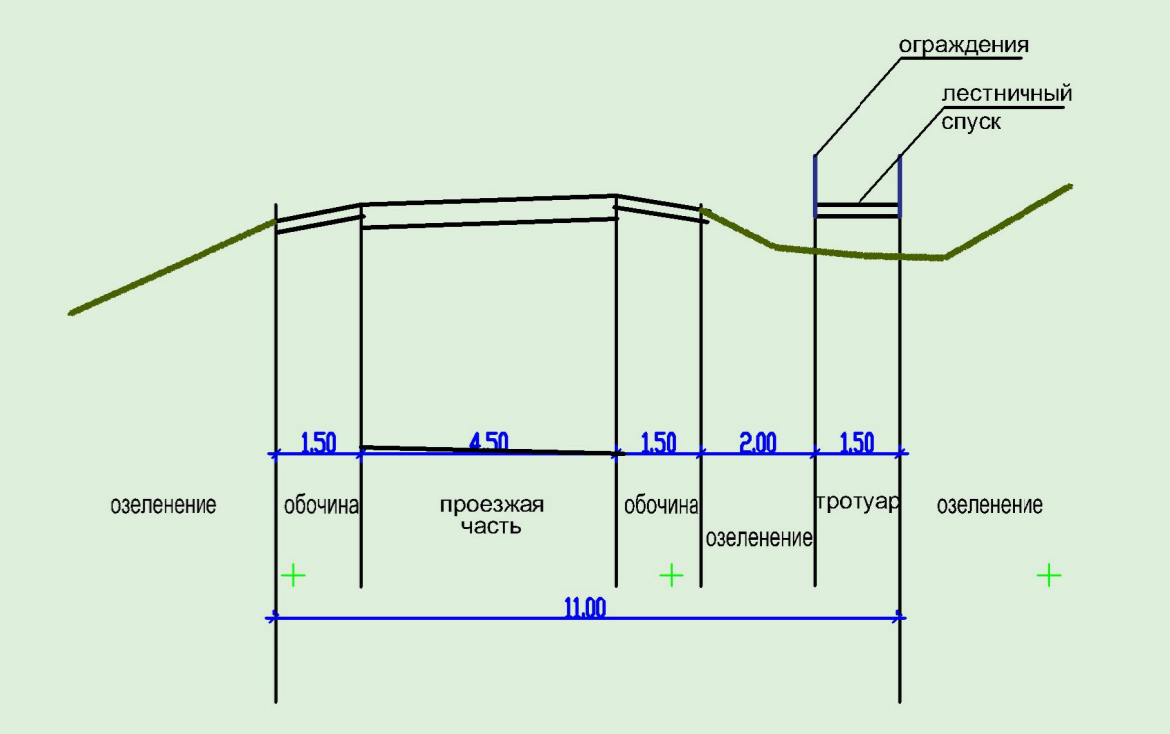 ограждения
лестничный
спуск
1.50 4.50 1.50 2.00 1.50
озеленение обочина проезжая часть обочина озеленение тротуар озеленение
11.00